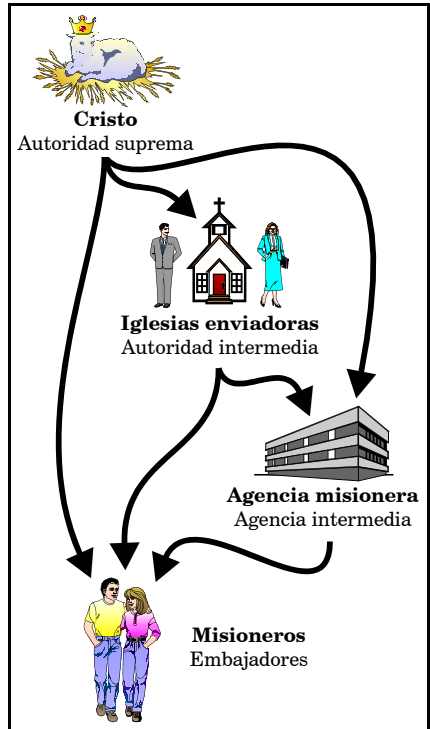 Cristo
Autoridad suprema
Iglesias enviadoras
Autoridad intermedia
Agencia misionera
Agencia intermedia
Misioneros
Embajadores